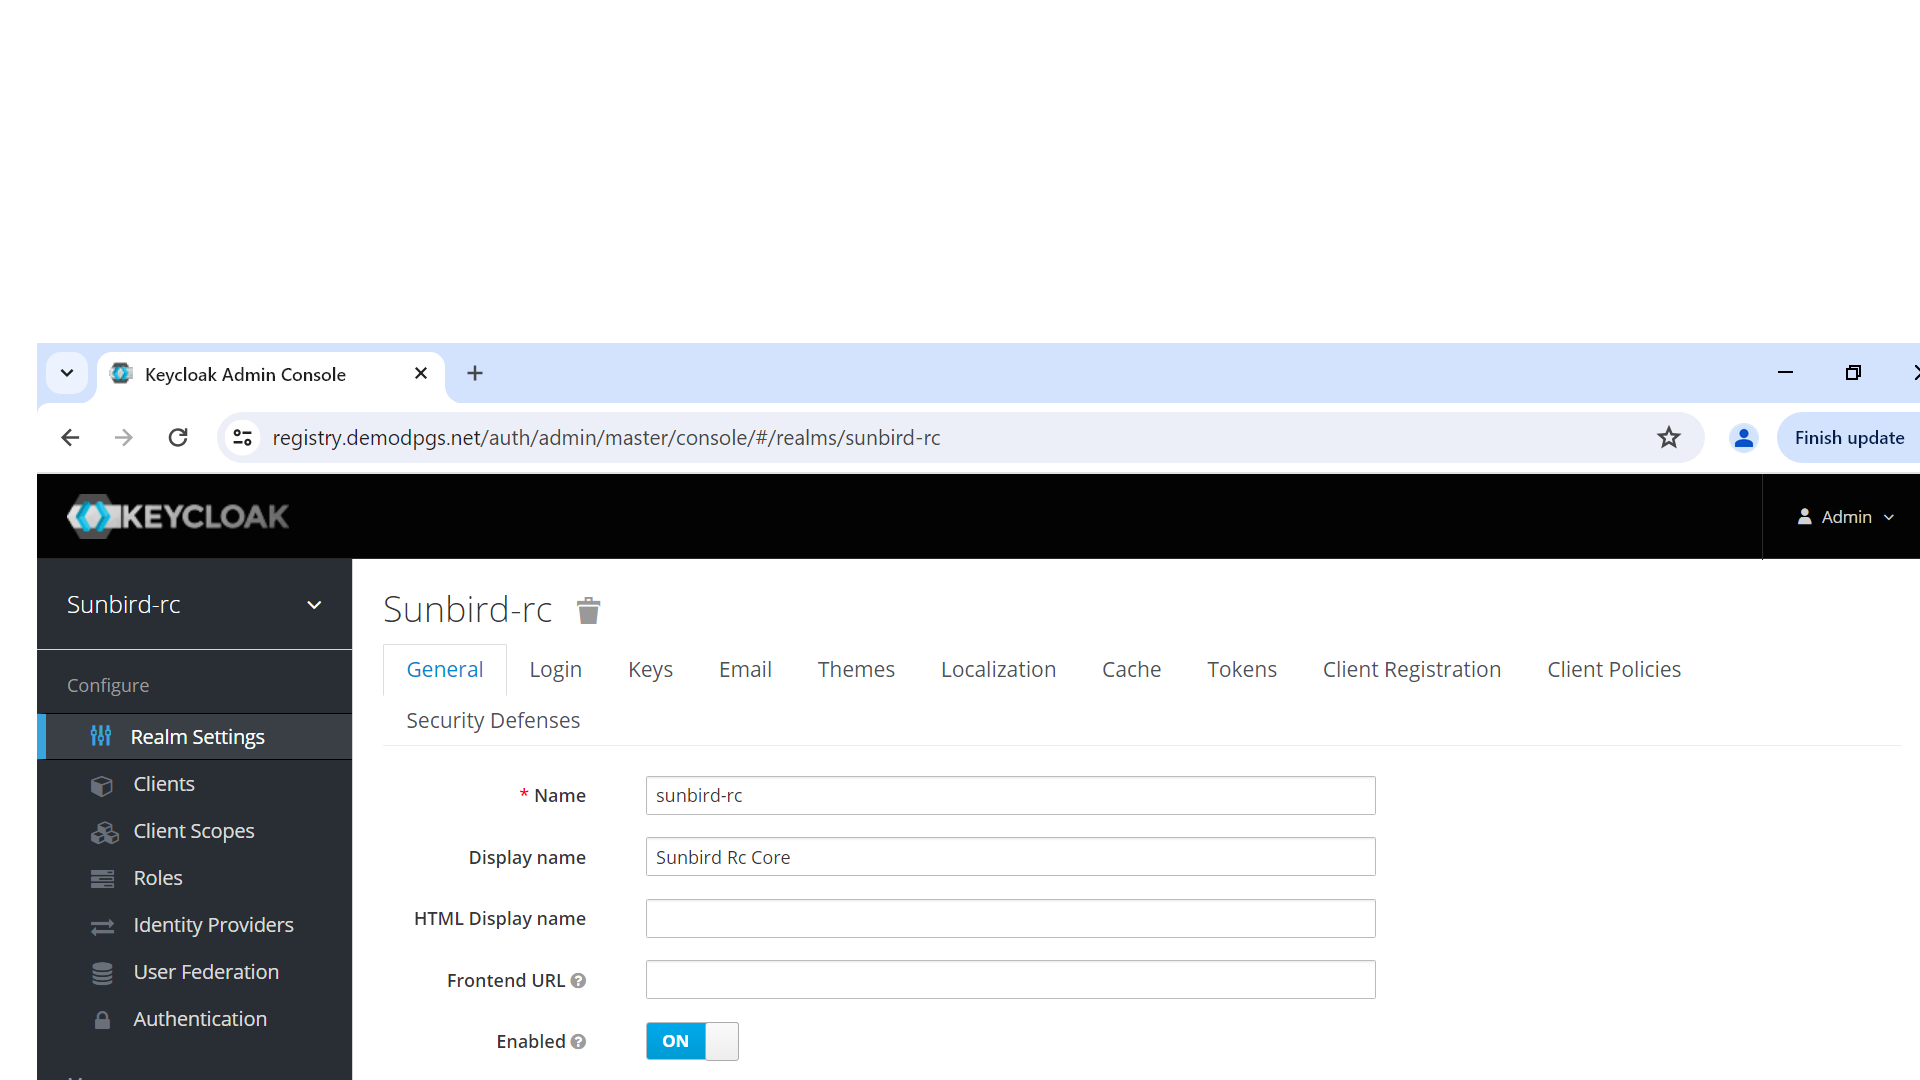 Keycloak Admin Console
registry.demodpgs.net/auth/admin/master/console/#/realms/sunbird-rc
Finish update
KEYCLOAK
Admin
Sunbird-rc
Configure
Realm Settings
Clients
Client Scopes
Roles
Identity Providers
User Federation
Authentication
Sunbird-rc
General Login Keys Email Themes Localization Cache Tokens Client Registration Client Policies
Security Defenses
* Name sunbird-rc
Display name Sunbird Rc Core
HTML Display name
Frontend URL
Enabled ON